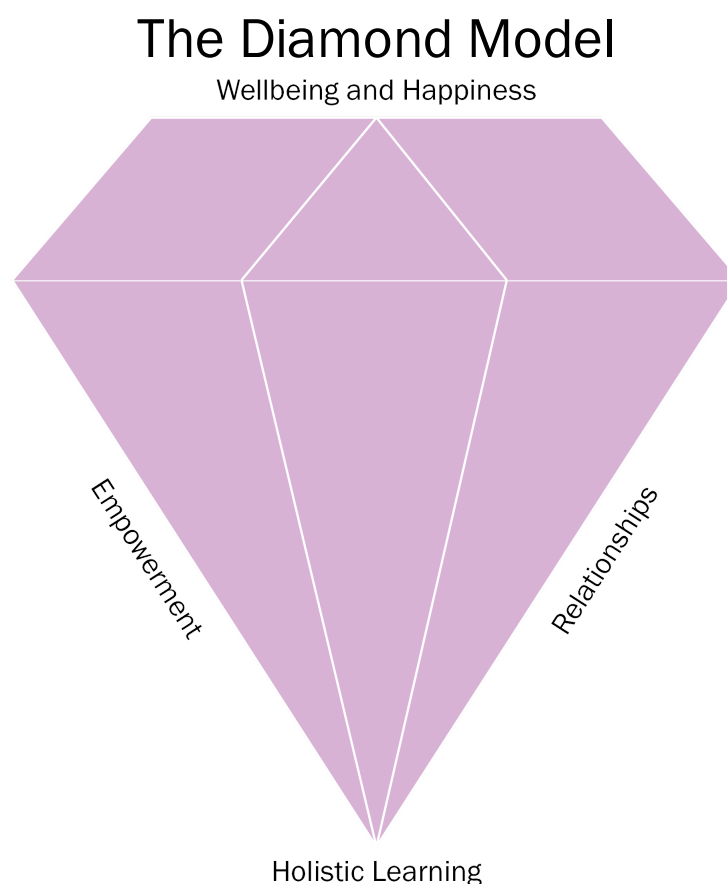 The Diamond Model
Wellbeing and Happiness
Empowerment
Relationships
Holistic Learning